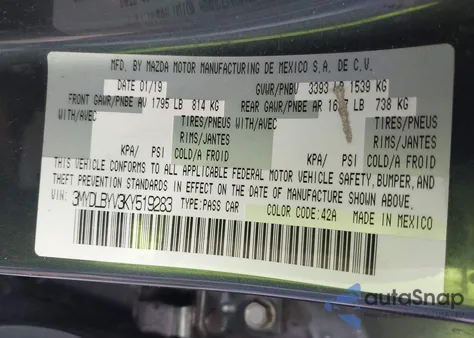 MFD. BY MAZDA MOTOR MANUFACTURING DE MEXICO S.A. DE C.V.
DATE 01/19 GVWR/PNBV 3393 1539 KG
FRONT GAWR/PNBE AV 1795 LB 814 KG REAR GAWR/PNBE AR LB 738 KG
WITH/AVEC TIRES/PNEUS WITH/AVEC TIRES/PNEUS
RIMS/JANTES RIMS/JANTES
KPA/ PSI COLD/A FROID KPA/ PSI COLD/A FROID
THIS VEHICLE CONFORMS TO ALL APPLICABLE FEDERAL MOTOR VEHICLE SAFETY, BUMPER, AND
THEFT PREVENTION STANDARDS IN EFFECT ON THE DATE OF MANUFACTURE SHOWN ABOVE.
VIN: 3MYDLBYV3KY519283 TYPE:PASS CAR COLOR CODE:42A MADE IN MEXICO
autoSnap